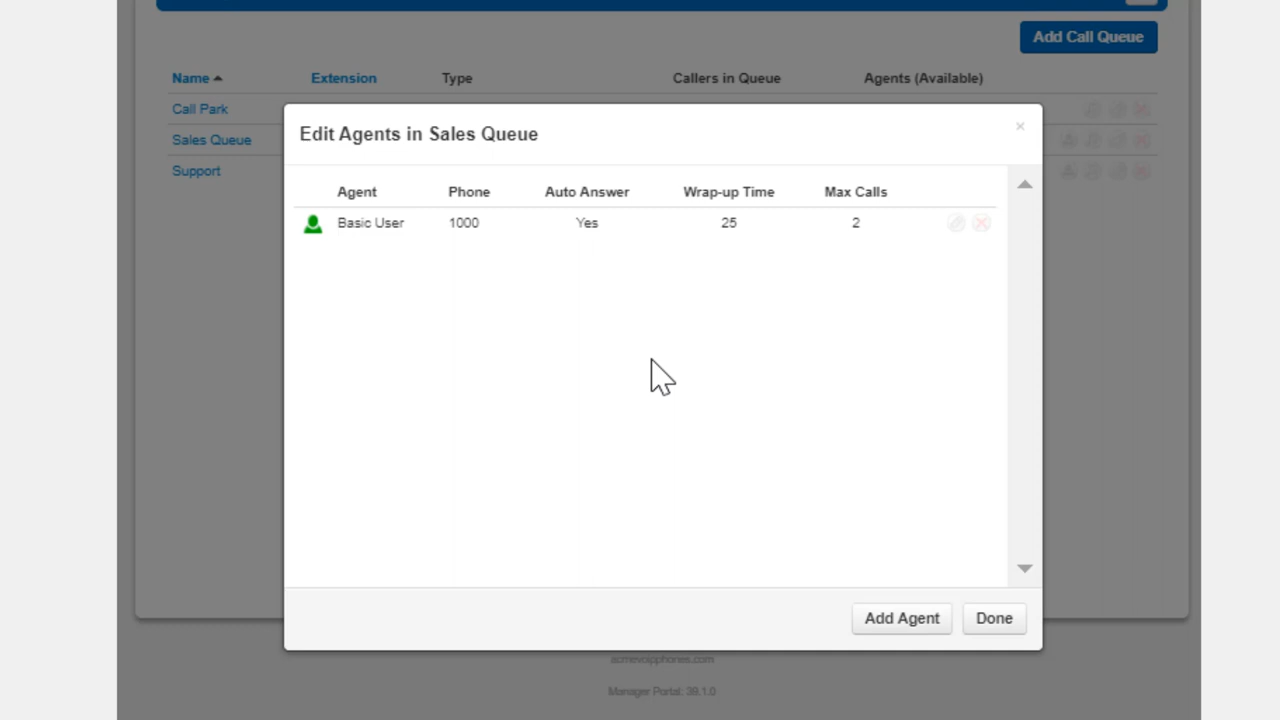 Add Call Queue
Name Extension Type Callers in Queue Agents (Available)
Call Park
Sales Queue
Support
Edit Agents in Sales Queue
×
Agent Phone Auto Answer Wrap-up Time Max Calls
Basic User 1000 Yes 25 2
Add Agent Done
acmevoipphones.com
Manager Portal: 39.1.0